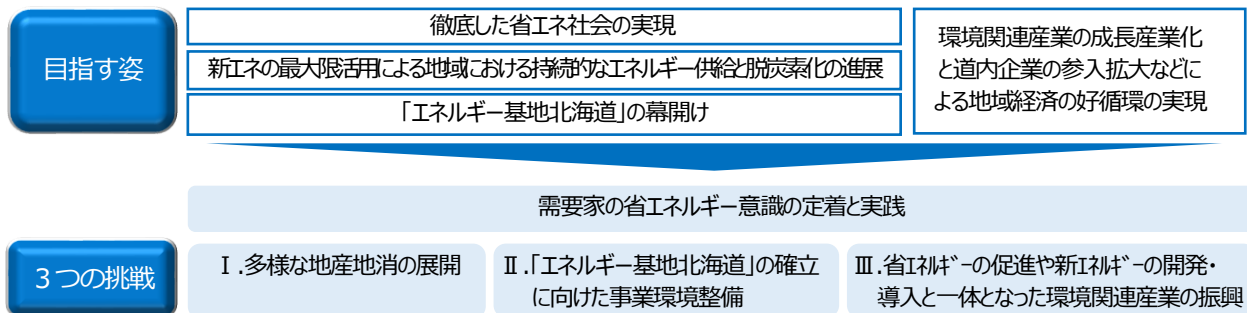 目指す姿
徹底した省エネ社会の実現
新エネの最大限活用による地域における持続的なエネルギー供給と脱炭素化の進展
「エネルギー基地北海道」の幕開け
環境関連産業の成長産業化
と道内企業の参入拡大などに
よる地域経済の好循環の実現
需要家の省エネルギー意識の定着と実践
3つの挑戦
Ⅰ.多様な地産地消の展開
Ⅱ.「エネルギー基地北海道」の確立
に向けた事業環境整備
Ⅲ.省エネルギーの促進や新エネルギーの開発・
導入と一体となった環境関連産業の振興